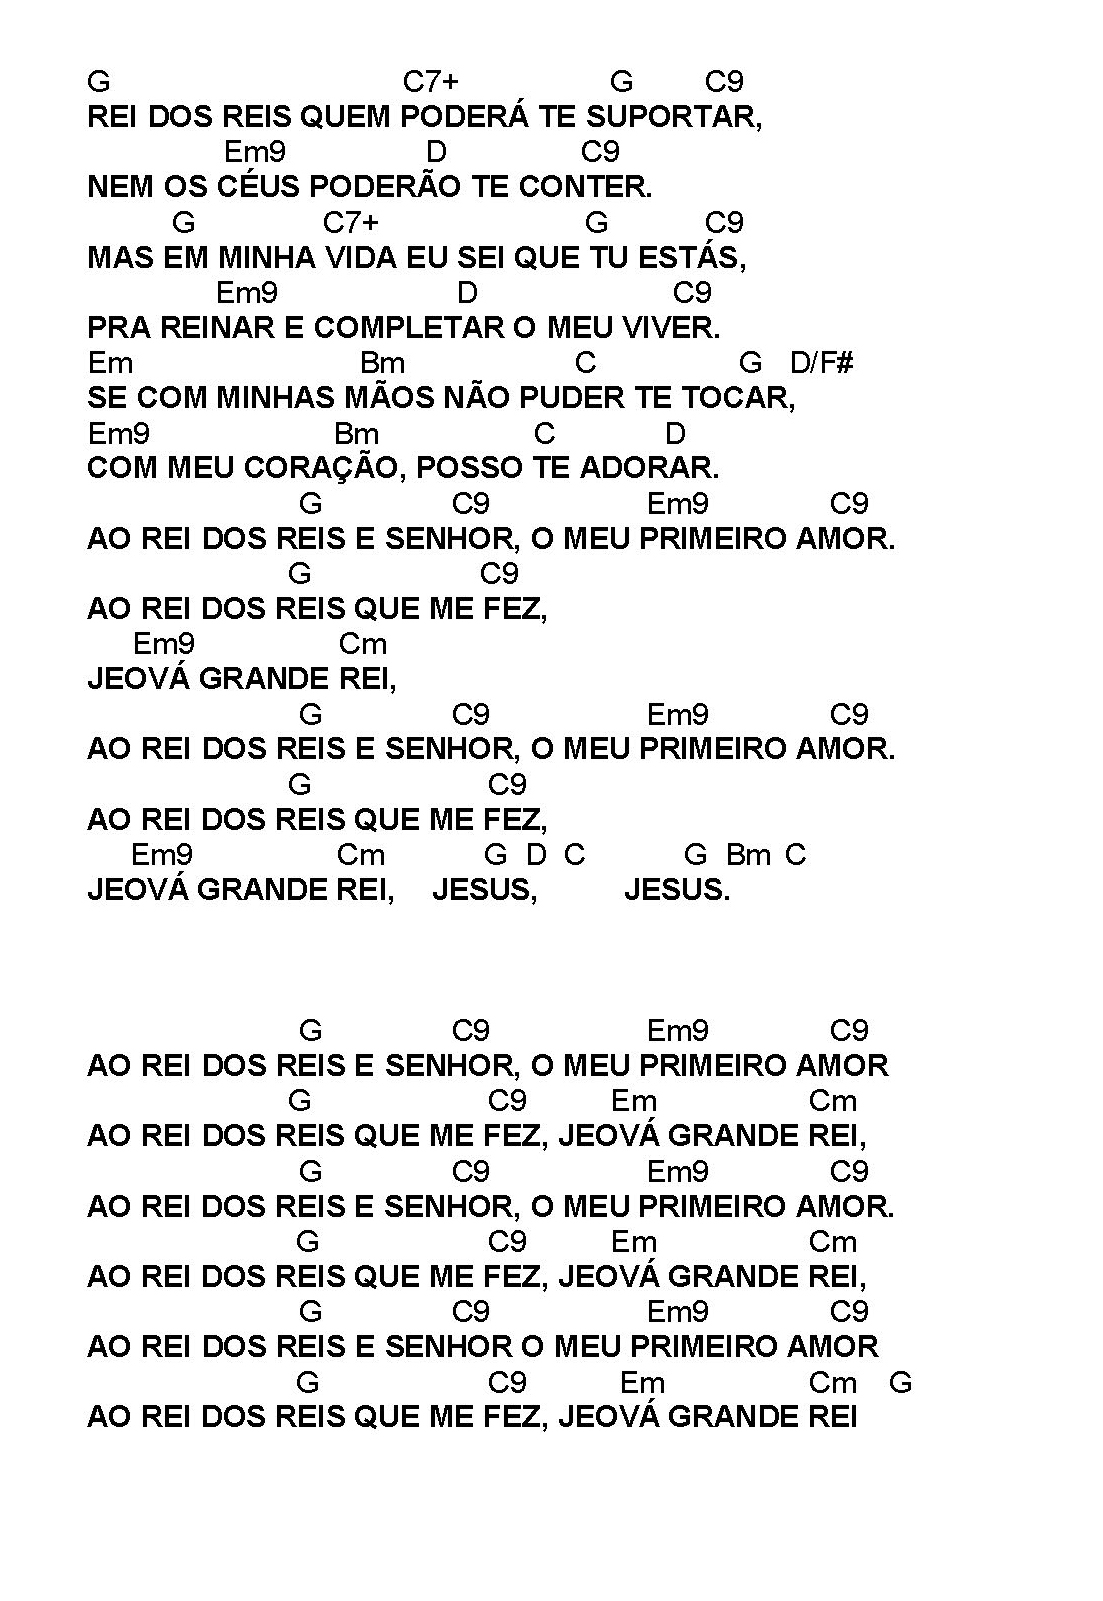 G C7+ G C9
REI DOS REIS QUEM PODERÁ TE SUPORTAR,
Em9 D C9
NEM OS CÉUS PODERÃO TE CONTER.
G C7+ G C9
MAS EM MINHA VIDA EU SEI QUE TU ESTÁS,
Em9 D C9
PRA REINAR E COMPLETAR O MEU VIVER.
Em Bm C G D/F#
SE COM MINHAS MÃOS NÃO PUDER TE TOCAR,
Em9 Bm C D
COM MEU CORAÇÃO, POSSO TE ADORAR.
G C9 Em9 C9
AO REI DOS REIS E SENHOR, O MEU PRIMEIRO AMOR.
G C9
AO REI DOS REIS QUE ME FEZ,
Em9 Cm
JEOVÁ GRANDE REI,
G C9 Em9 C9
AO REI DOS REIS E SENHOR, O MEU PRIMEIRO AMOR.
G C9
AO REI DOS REIS QUE ME FEZ,
Em9 Cm G D C G Bm C
JEOVÁ GRANDE REI, JESUS, JESUS.
G C9 Em9 C9
AO REI DOS REIS E SENHOR, O MEU PRIMEIRO AMOR
G C9 Em Cm
AO REI DOS REIS QUE ME FEZ, JEOVÁ GRANDE REI,
G C9 Em9 C9
AO REI DOS REIS E SENHOR, O MEU PRIMEIRO AMOR.
G C9 Em Cm
AO REI DOS REIS QUE ME FEZ, JEOVÁ GRANDE REI,
G C9 Em9 C9
AO REI DOS REIS E SENHOR O MEU PRIMEIRO AMOR
G C9 Em Cm G
AO REI DOS REIS QUE ME FEZ, JEOVÁ GRANDE REI